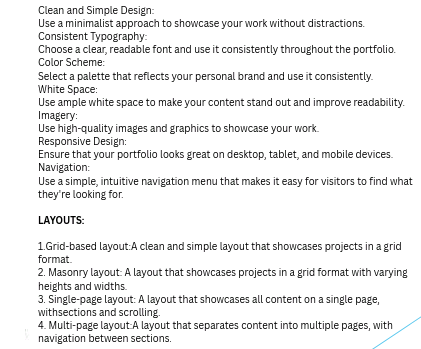 Clean and Simple Design:
Use a minimalist approach to showcase your work without distractions.
Consistent Typography:
Choose a clear, readable font and use it consistently throughout the portfolio.
Color Scheme:
Select a palette that reflects your personal brand and use it consistently.
White Space:
Use ample white space to make your content stand out and improve readability.
Imagery:
Use high-quality images and graphics to showcase your work.
Responsive Design:
Ensure that your portfolio looks great on desktop, tablet, and mobile devices.
Navigation:
Use a simple, intuitive navigation menu that makes it easy for visitors to find what
they're looking for.
LAYOUTS:
1.Grid-based layout:A clean and simple layout that showcases projects in a grid
format.
2. Masonry layout: A layout that showcases projects in a grid format with varying
heights and widths.
3. Single-page layout: A layout that showcases all content on a single page,
withsections and scrolling.
4. Multi-page layout:A layout that separates content into multiple pages, with
navigation between sections.